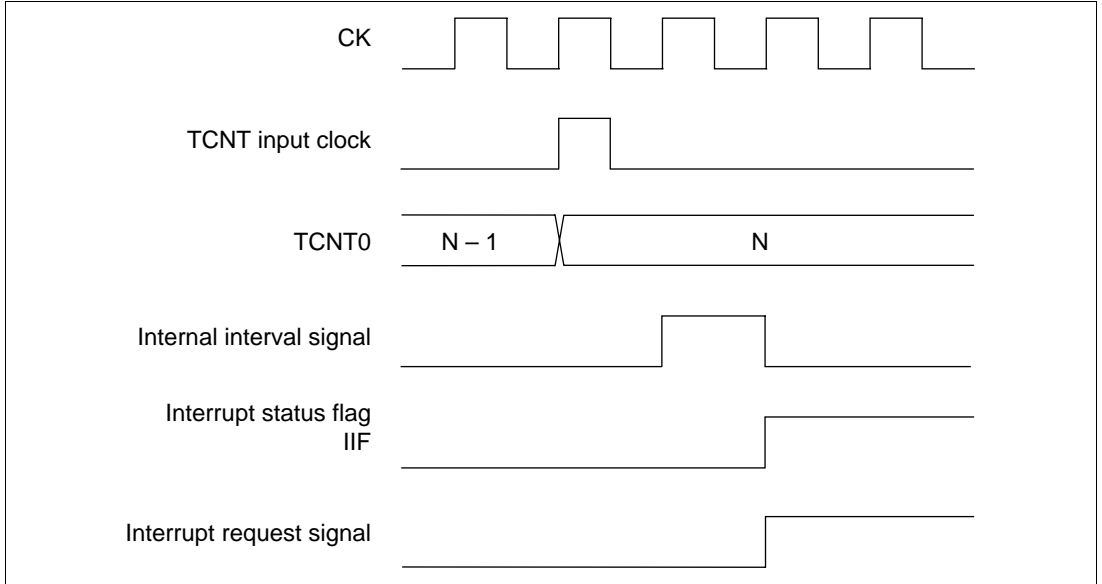 CK
TCNT input clock
TCNT0
N – 1
N
Internal interval signal
Interrupt status flag
IIF
Interrupt request signal